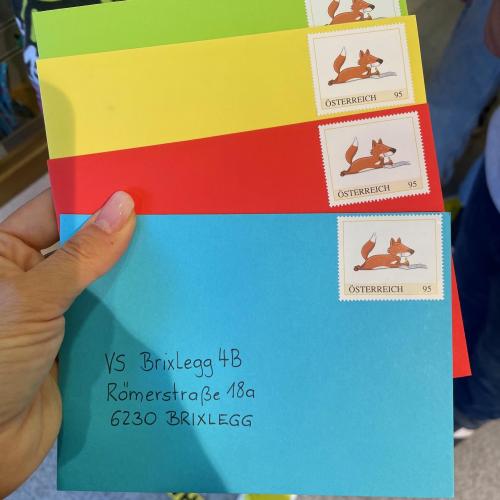 ÖSTERREICH 95
ÖSTERREICH 95
ÖSTERREICH 95
VS Brixlegg 4B
Römerstraße 18a
6230 BRIXLEGG